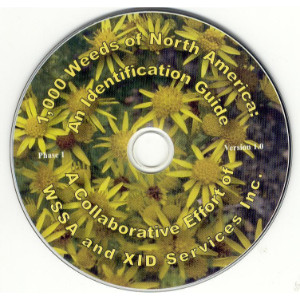 1,000 Weeds of North America:
An Identification Guide
Phase 1
Version 1.0
A Collaborative Effort of
WSSA and XID Services Inc.